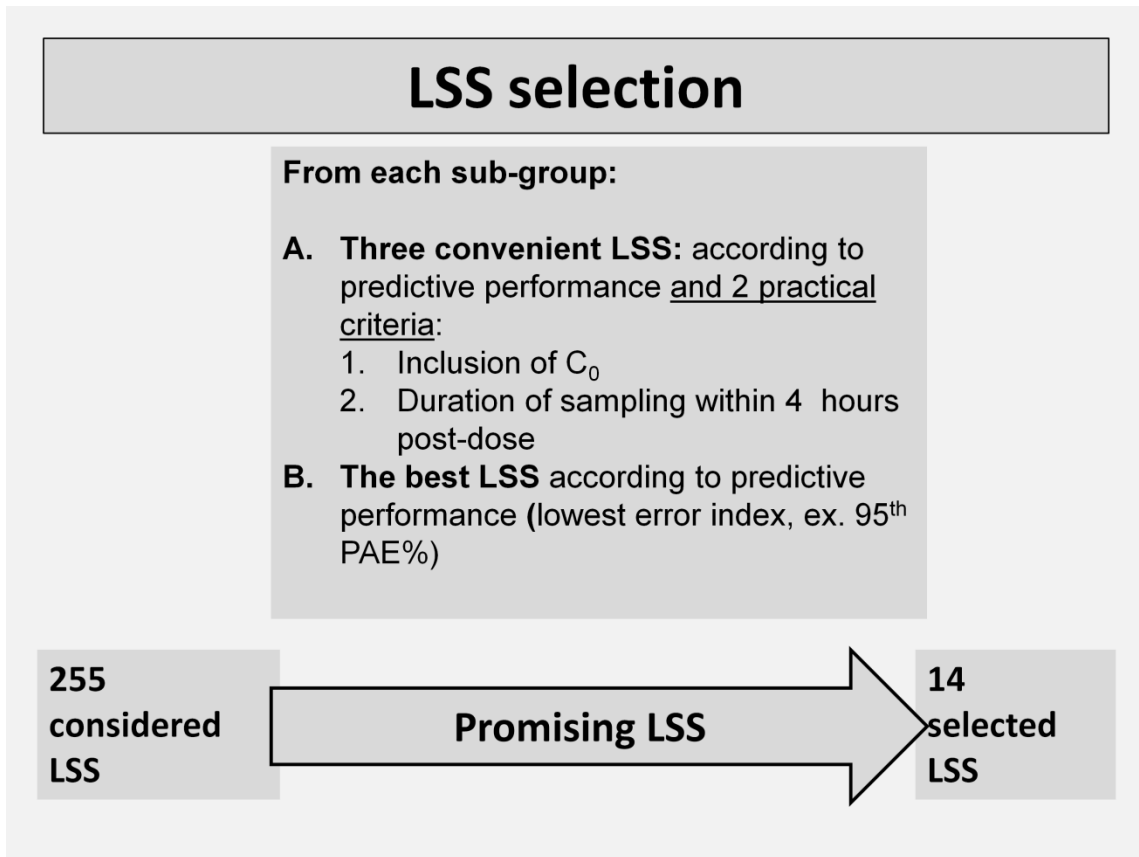 LSS selection
From each sub-group:
A. Three convenient LSS: according to
predictive performance and 2 practical
criteria:
1. Inclusion of C₀
2. Duration of sampling within 4 hours
post-dose
B. The best LSS according to predictive
performance (lowest error index, ex. 95ᵗʰ
PAE%)
255
considered
LSS
Promising LSS
14
selected
LSS